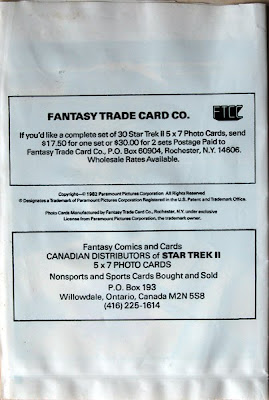 FANTASY TRADE CARD CO.
FTCC
If you'd like a complete set of 30 Star Trek II 5 x 7 Photo Cards, send
$17.50 for one set or $30.00 for 2 sets Postage Paid to
Fantasy Trade Card Co., P.O. Box 60904, Rochester, N.Y. 14606.
Wholesale Rates Available.
Copyright—© 1982 Paramount Pictures Corporation All Rights Reserved
® Designates a Trademark of Paramount Pictures Corporation Registered in the U.S. Patent and Trademark Office.
Photo Cards Manufactured by Fantasy Trade Card Co., Rochester, N.Y. under exclusive
License from Paramount Pictures Corporation, the trademark owner.
Fantasy Comics and Cards
CANADIAN DISTRIBUTORS of STAR TREK II
5 x 7 PHOTO CARDS
Nonsports and Sports Cards Bought and Sold
P.O. Box 193
Willowdale, Ontario, Canada M2N 5S8
(416) 225-1614